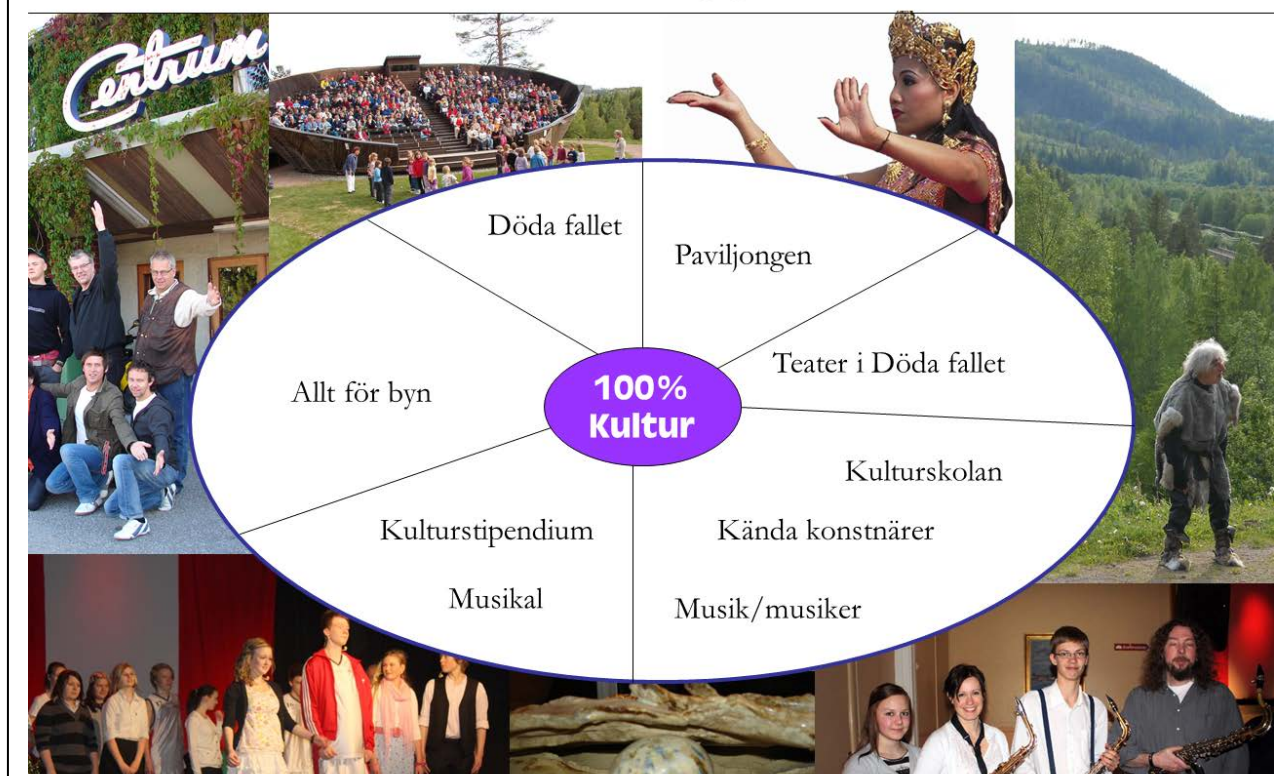 Centrum
Döda fallet
Paviljongen
Allt för byn
100%
Kultur
Teater i Döda fallet
Kulturskolan
Kulturstipendium
Kända konstnärer
Musikal
Musik/musiker